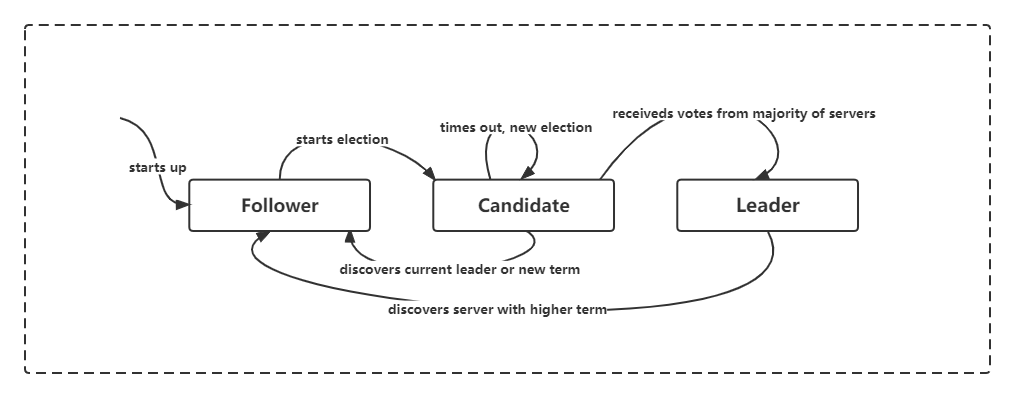 receiveds votes from majority of servers
times out, new election
starts election
starts up
Follower
Candidate
Leader
discovers current leader or new term
discovers server with higher term